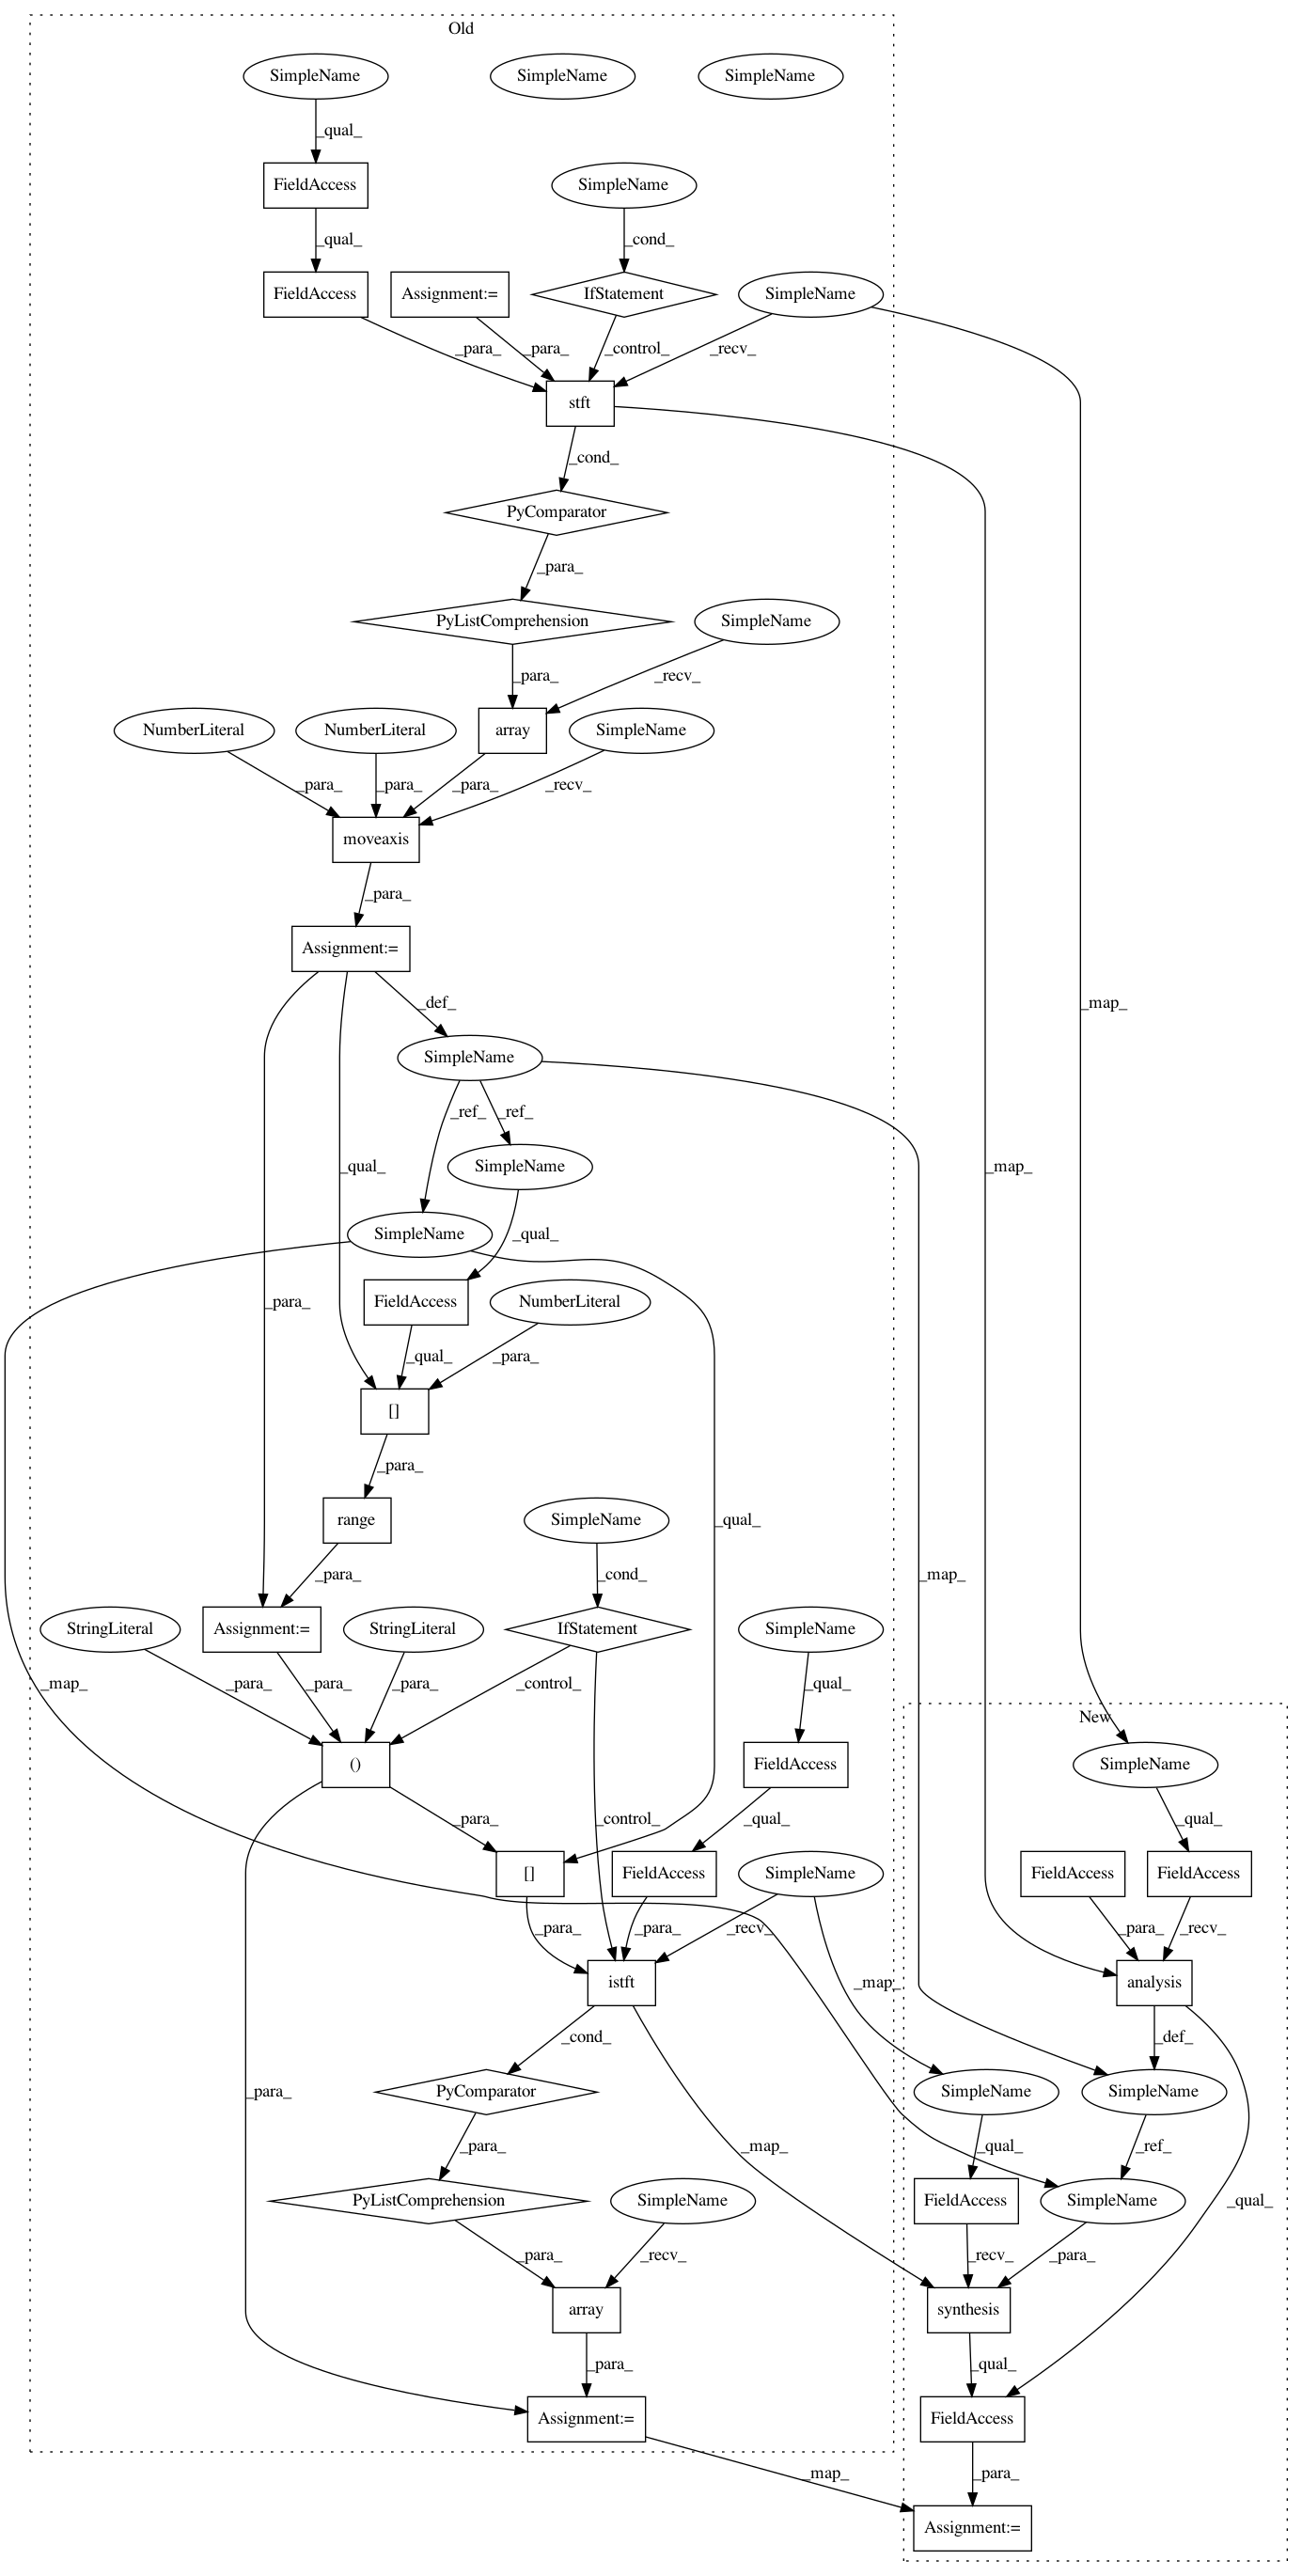 Old
SimpleName SimpleName SimpleName
_qual_
FieldAccess SimpleName
_qual_ _cond_
FieldAccess Assignment:= IfStatement SimpleName
_para_ _para_ _control_ _recv_
stft
_cond_
PyComparator
_para_
PyListComprehension SimpleName
_para_ _recv_
NumberLiteral NumberLiteral array SimpleName
_para_ _para_ _para_ _recv_
moveaxis
_para_
Assignment:=
_def_ _map_
SimpleName
_ref_ _ref_
_qual_ SimpleName _map_
SimpleName _qual_
_para_ FieldAccess NumberLiteral
_qual_ _para_
[]
_para_
range SimpleName _qual_
_para_ _cond_ _map_
StringLiteral Assignment:= StringLiteral IfStatement SimpleName
_map_ _para_ _para_ _para_ _control_ _qual_
New
() FieldAccess SimpleName
_para_ _control_ _qual_ _qual_
[] FieldAccess SimpleName FieldAccess FieldAccess
_para_ _para_ _recv_ _para_ _recv_
istft _map_ analysis
_cond_ _def_
_para_ PyComparator SimpleName SimpleName
_para_ _map_ _qual_ _ref_
PyListComprehension SimpleName FieldAccess SimpleName _qual_
_para_ _recv_ _recv_ _para_
array synthesis
_para_ _qual_
Assignment:= FieldAccess
_map_ _para_
Assignment:=